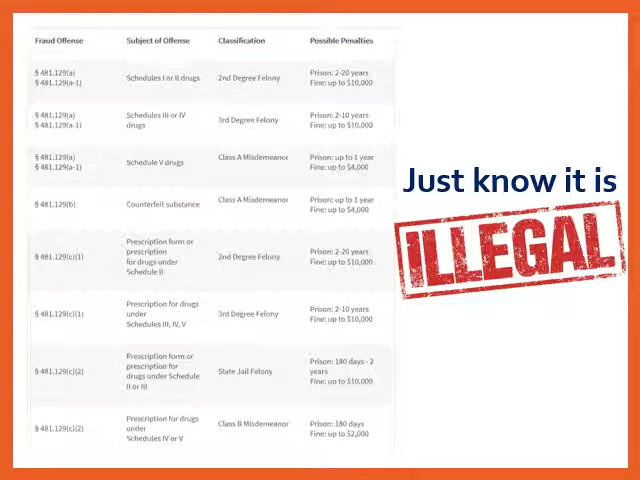 Fraud Offense Subject of Offense Classification Possible Penalties
§ 481.129(a)
§ 481.129(a-1)
Schedules I or II drugs
2nd Degree Felony
Prison: 2-20 years
Fine: up to $10,000
§ 481.129(a)
§ 481.129(a-1)
Schedules III or IV
drugs
3rd Degree Felony
Prison: 2-10 years
Fine: up to $10,000
§ 481.129(a)
§ 481.129(a-1)
Schedule V drugs
Class A Misdemeanor
Prison: up to 1 year
Fine: up to $4,000
§ 481.129(b)
Counterfeit substance
Class A Misdemeanor
Prison: up to 1 year
Fine: up to $4,000
§ 481.129(c)(1)
Prescription form or
prescription
for drugs under
Schedule II
2nd Degree Felony
Prison: 2-20 years
Fine: up to $10,000
§ 481.129(c)(1)
Prescription for drugs
under
Schedules III, IV, V
3rd Degree Felony
Prison: 2-10 years
Fine: up to $10,000
§ 481.129(c)(2)
Prescription form or
prescription for
drugs under Schedule
II or III
State Jail Felony
Prison: 180 days - 2
years
Fine: up to $10,000
§ 481.129(c)(2)
Prescription for drugs
under
Schedules IV or V
Class B Misdemeanor
Prison: 180 days
Fine: up to $2,000
Just know it is
ILLEGAL